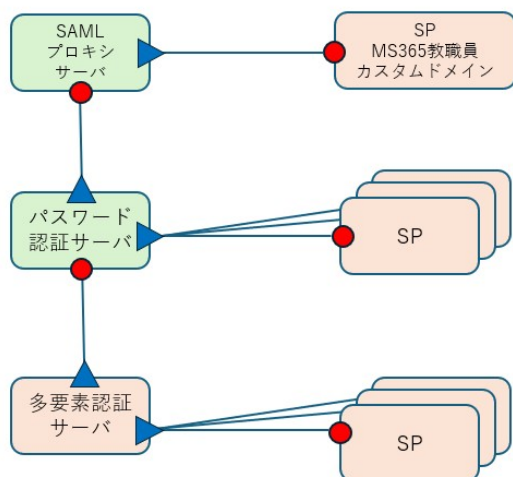 SAML
プロキシ
サーバ
SP
MS365教職員
カスタムドメイン
パスワード
認証サーバ
SP
多要素認証
サーバ
SP